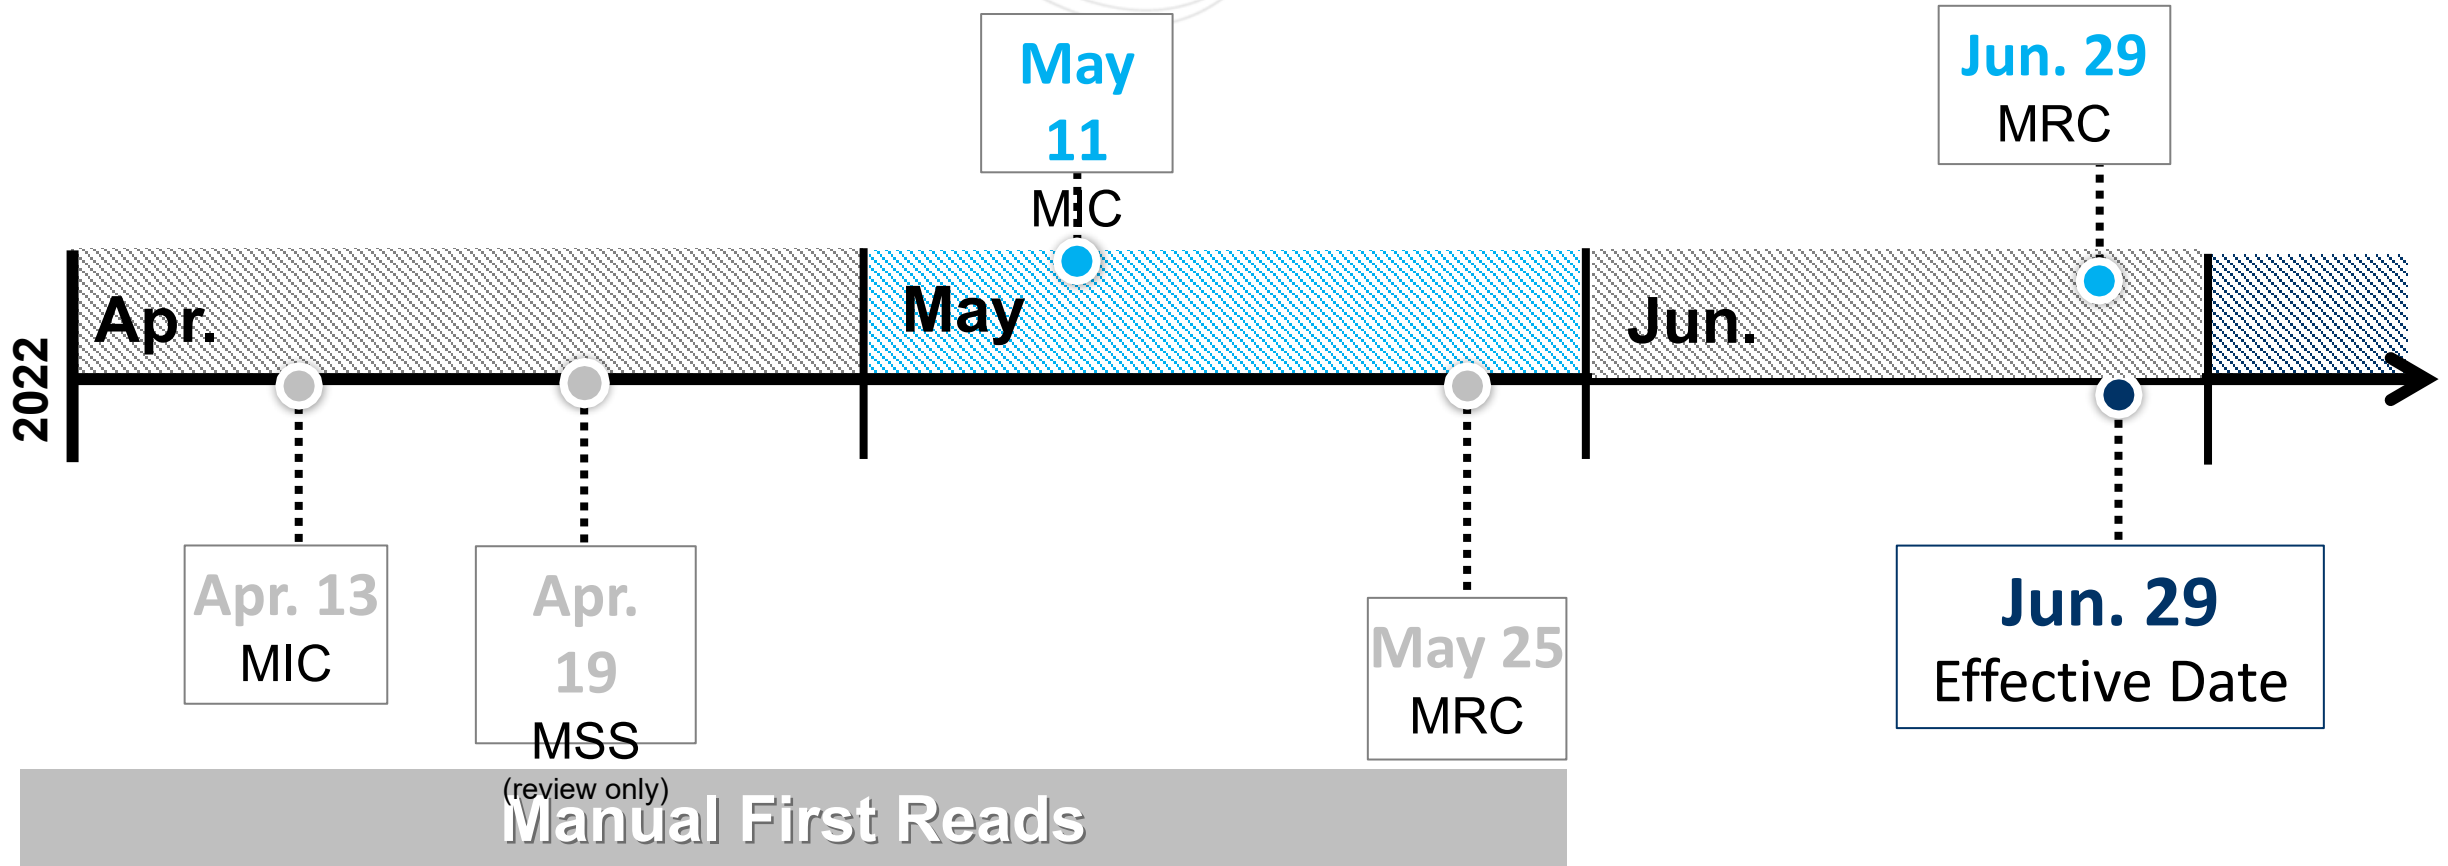 May
11
MIC
Jun. 29
MRC
2022
Apr.
May
Jun.
Apr. 13
MIC
Apr.
19
MSS
(review only)
May 25
MRC
Jun. 29
Effective Date
Manual First Reads